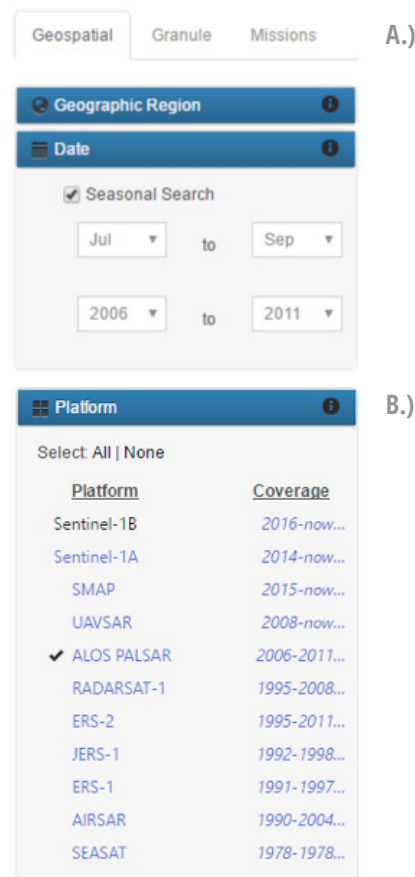 Geospatial Granule Missions A.)
Geographic Region
Date
Seasonal Search
Jul to Sep
2006 to 2011
Platform B.)
Select: All | None
Platform Coverage
Sentinel-1B 2016-now...
Sentinel-1A 2014-now...
SMAP 2015-now...
UAVSAR 2008-now...
ALOS PALSAR 2006-2011...
RADARSAT-1 1995-2008...
ERS-2 1995-2011...
JERS-1 1992-1998...
ERS-1 1991-1997...
AIRSAR 1990-2004...
SEASAT 1978-1978...